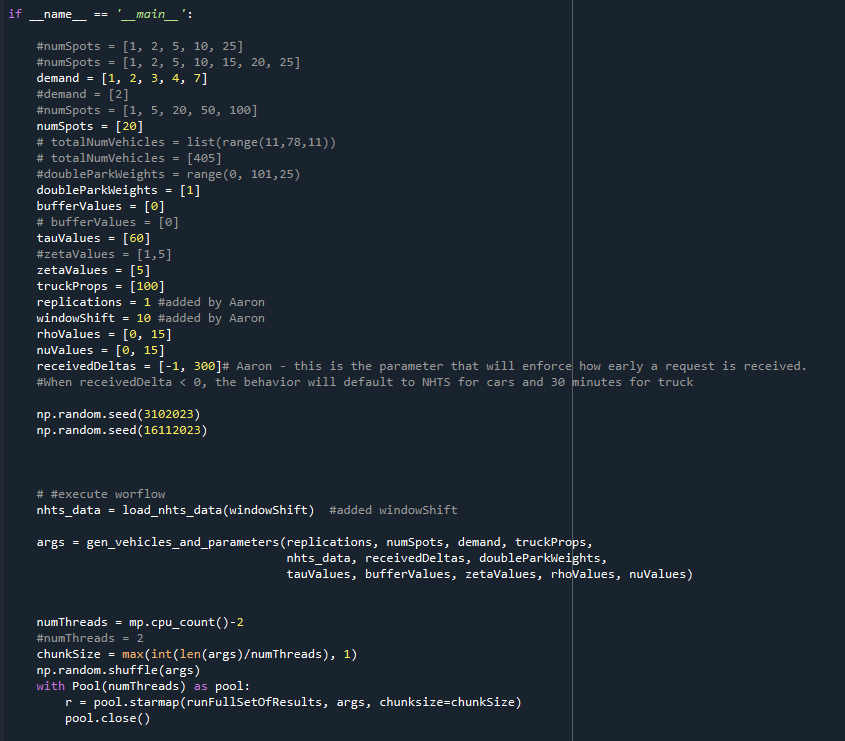 if __name__ == '__main__':
#numSpots = [1, 2, 5, 10, 25]
#numSpots = [1, 2, 5, 10, 15, 20, 25]
demand = [1, 2, 3, 4, 7]
#demand = [2]
#numSpots = [1, 5, 20, 50, 100]
numSpots = [20]
# totalNumVehicles = list(range(11,78,11))
# totalNumVehicles = [405]
#doubleParkWeights = range(0, 101,25)
doubleParkWeights = [1]
bufferValues = [0]
# bufferValues = [0]
tauValues = [60]
#zetaValues = [1,5]
zetaValues = [5]
truckProps = [100]
replications = 1 #added by Aaron
windowShift = 10 #added by Aaron
rhoValues = [0, 15]
nuValues = [0, 15]
receivedDeltas = [-1, 300]# Aaron - this is the parameter that will enforce how early a request is received.
#When receivedDelta < 0, the behavior will default to NHTS for cars and 30 minutes for truck
np.random.seed(3102023)
np.random.seed(16112023)
# #execute worflow
nhts_data = load_nhts_data(windowShift)  #added windowShift
args = gen_vehicles_and_parameters(replications, numSpots, demand, truckProps,
nhts_data, receivedDeltas, doubleParkWeights,
tauValues, bufferValues, zetaValues, rhoValues, nuValues)
numThreads = mp.cpu_count()-2
#numThreads = 2
chunkSize = max(int(len(args)/numThreads), 1)
np.random.shuffle(args)
with Pool(numThreads) as pool:
r = pool.starmap(runFullSetOfResults, args, chunksize=chunkSize)
pool.close()